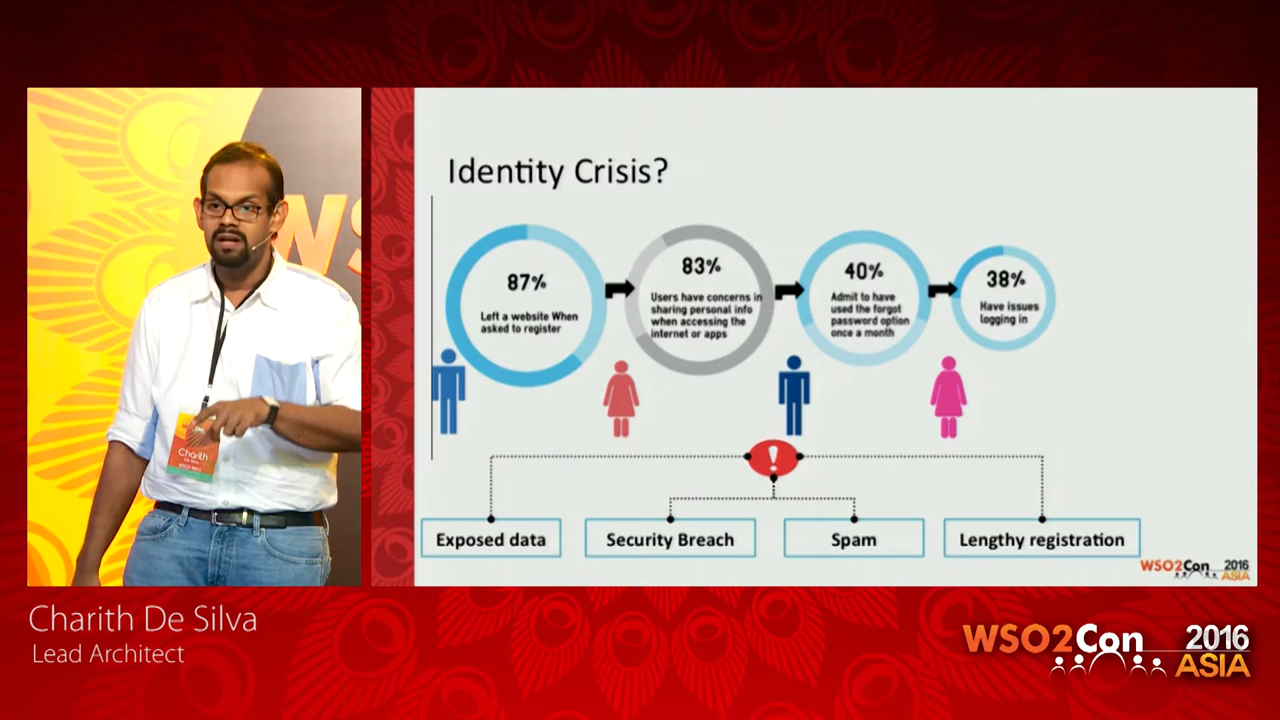 WS
Charith
Identity Crisis?
87%
Left a website When
asked to register
83%
Users have concerns in
sharing personal info
when accessing the
internet or apps
40%
Admit to have
used the forgot
password option
once a month
38%
Have issues
logging in
!
Exposed data
Security Breach
Spam
Lengthy registration
WSO2Con 2016
ASIA
Charith De Silva
Lead Architect
WSO2Con 2016
ASIA